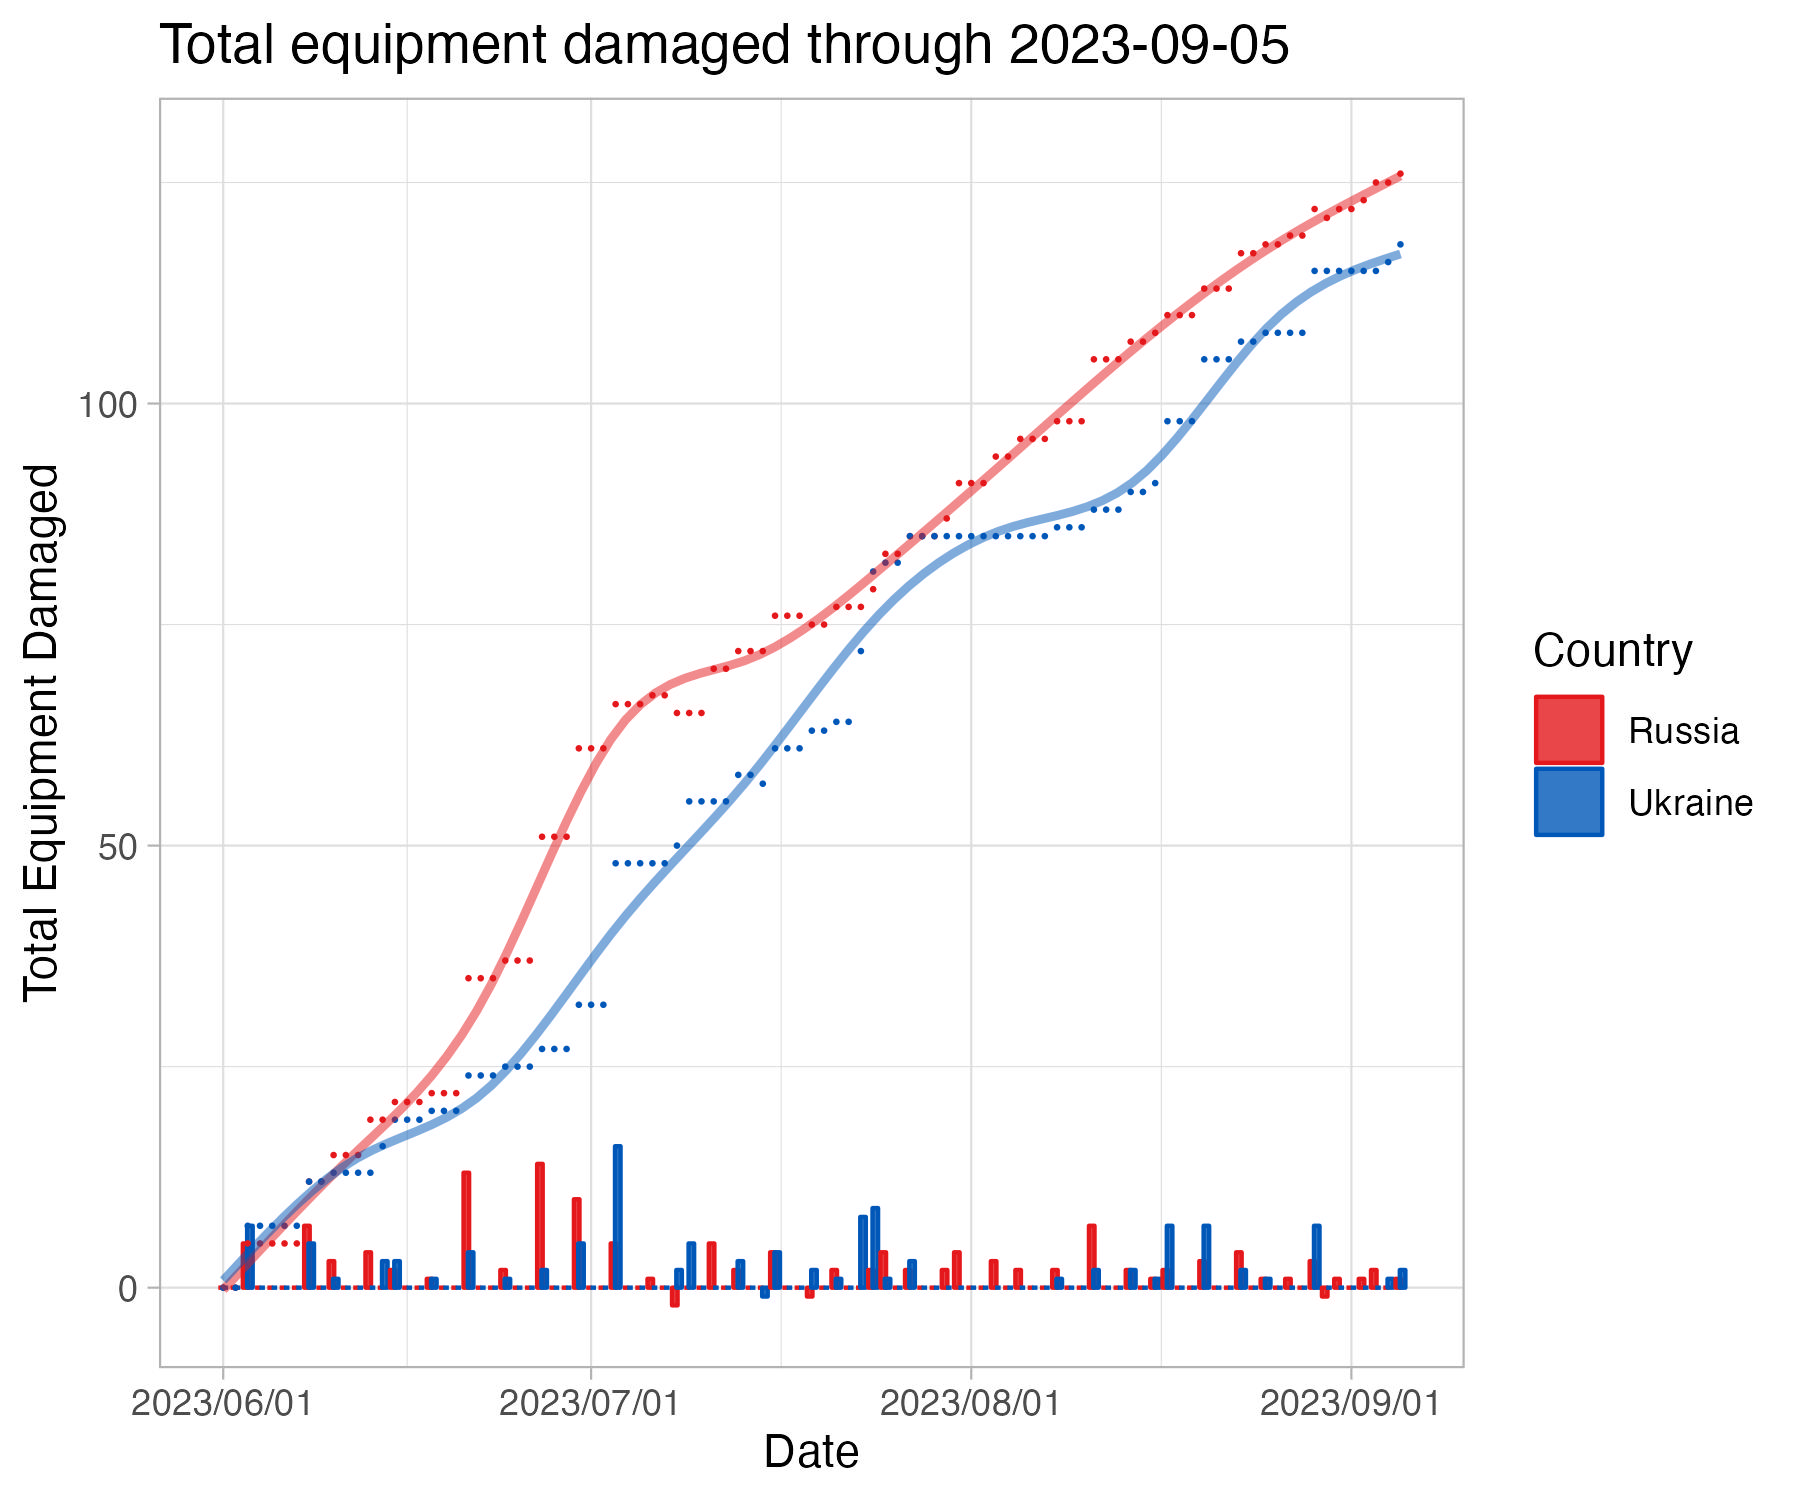 Total equipment damaged through 2023-09-05
Total Equipment Damaged
100
50
0
2023/06/01
2023/07/01
2023/08/01
2023/09/01
Date
Country
Russia
Ukraine